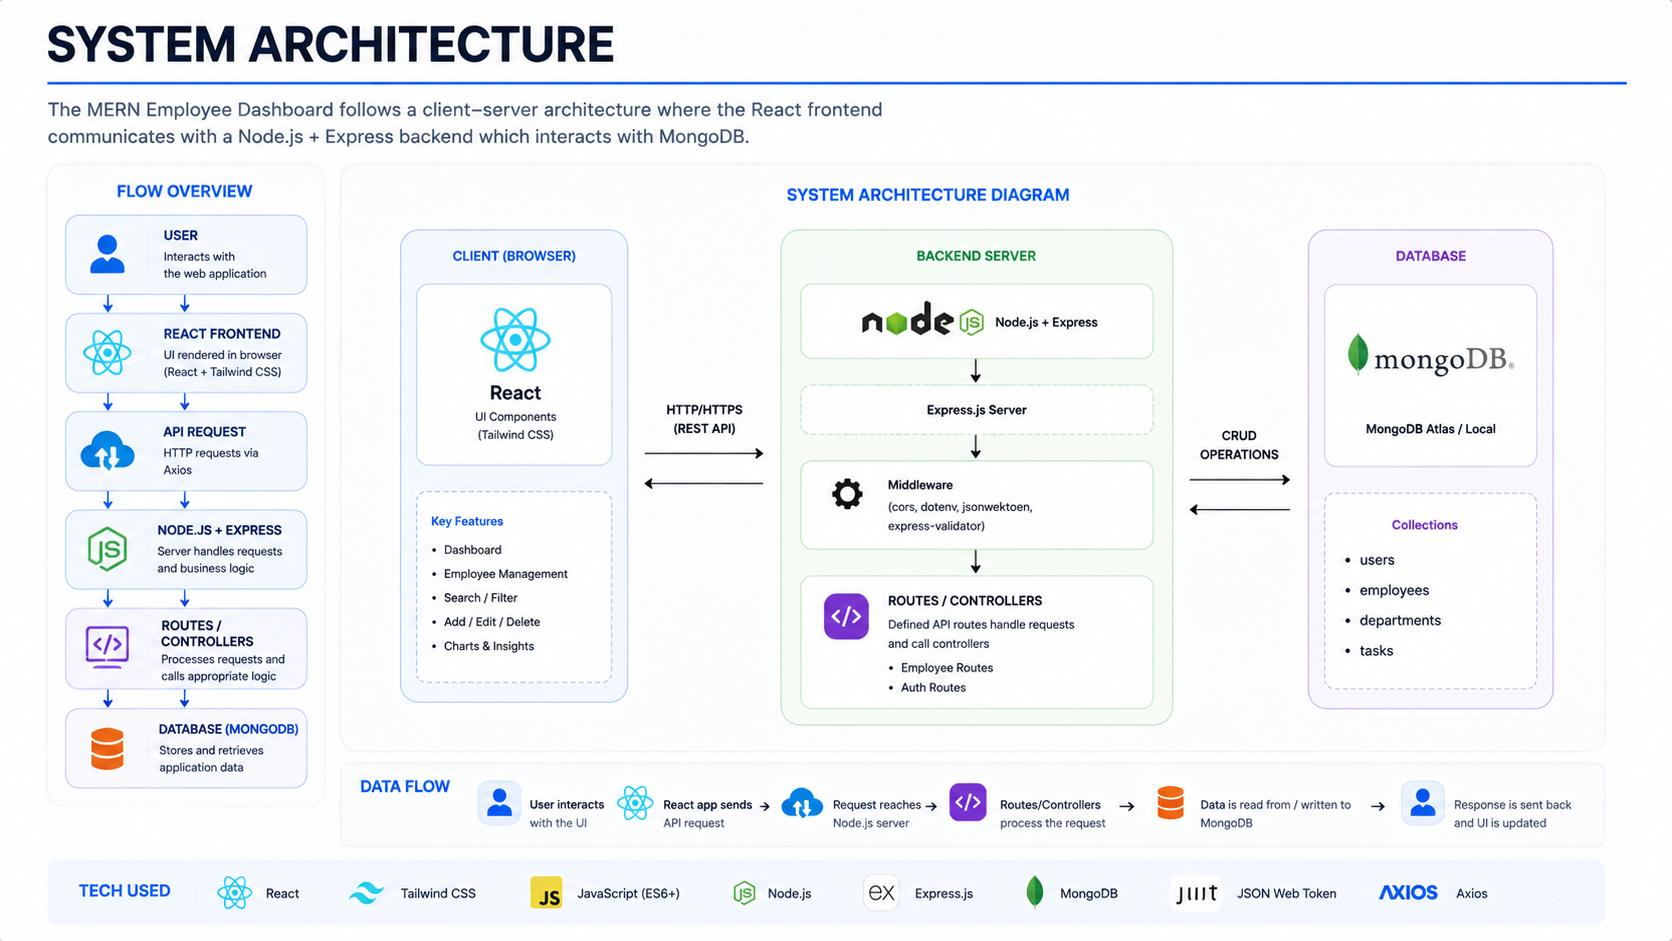 SYSTEM ARCHITECTURE
The MERN Employee Dashboard follows a client–server architecture where the React frontend
communicates with a Node.js + Express backend which interacts with MongoDB.
FLOW OVERVIEW
USER
Interacts with
the web application
REACT FRONTEND
UI rendered in browser
(React + Tailwind CSS)
API REQUEST
HTTP requests via
Axios
JS
NODE.JS + EXPRESS
Server handles requests
and business logic
</>
ROUTES /
CONTROLLERS
Processes requests and
calls appropriate logic
DATABASE (MONGODB)
Stores and retrieves
application data
SYSTEM ARCHITECTURE DIAGRAM
CLIENT (BROWSER)
React
UI Components
(Tailwind CSS)
Key Features
• Dashboard
• Employee Management
• Search / Filter
• Add / Edit / Delete
• Charts & Insights
HTTP/HTTPS
(REST API)
BACKEND SERVER
node JS Node.js + Express
Express.js Server
Middleware
(cors, dotenv, jsonwektoen,
express-validator)
</>
ROUTES / CONTROLLERS
Defined API routes handle requests
and call controllers
• Employee Routes
• Auth Routes
CRUD
OPERATIONS
DATABASE
mongoDB®
MongoDB Atlas / Local
Collections
• users
• employees
• departments
• tasks
DATA FLOW
User interacts
with the UI
React app sends
API request
Request reaches
Node.js server
</>
Routes/Controllers
process the request
Data is read from / written to
MongoDB
Response is sent back
and UI is updated
TECH USED
React
Tailwind CSS
JS JavaScript (ES6+)
JS Node.js
ex Express.js
MongoDB
JSON Web Token
AXIOS Axios